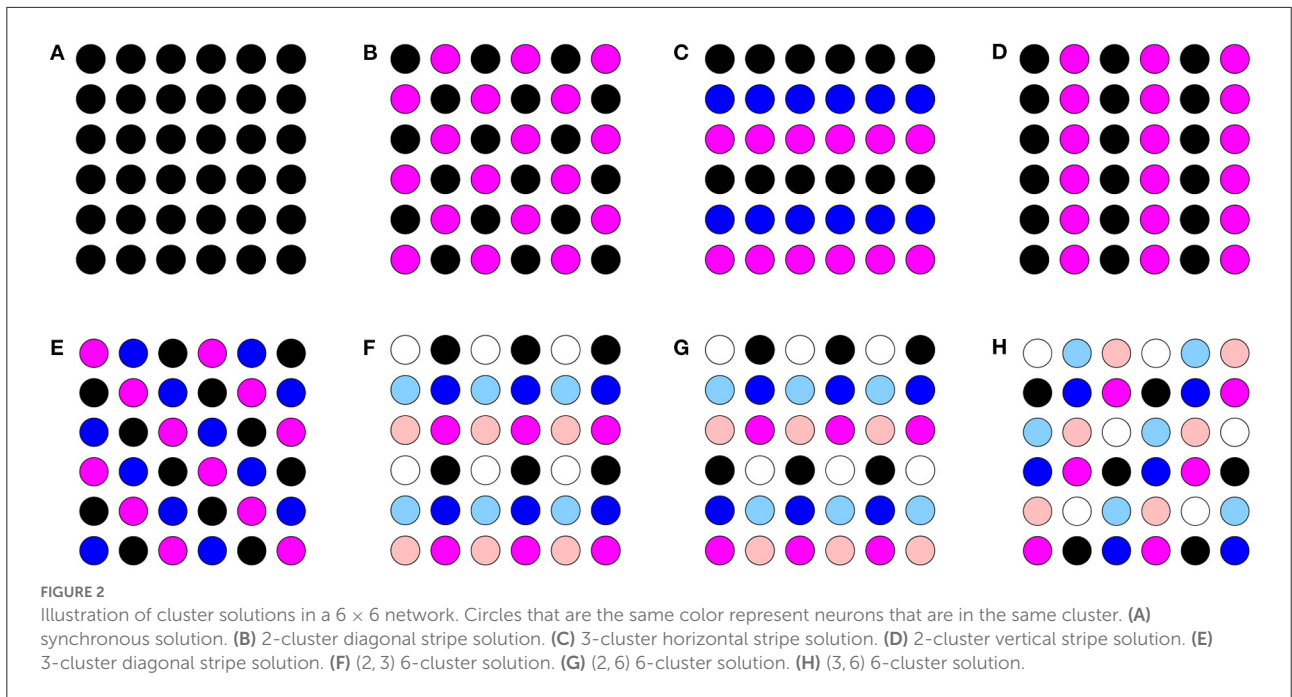 A
B
C
D
E
F
G
H
FIGURE 2
Illustration of cluster solutions in a 6 × 6 network. Circles that are the same color represent neurons that are in the same cluster. (A)
synchronous solution. (B) 2-cluster diagonal stripe solution. (C) 3-cluster horizontal stripe solution. (D) 2-cluster vertical stripe solution. (E)
3-cluster diagonal stripe solution. (F) (2, 3) 6-cluster solution. (G) (2, 6) 6-cluster solution. (H) (3, 6) 6-cluster solution.